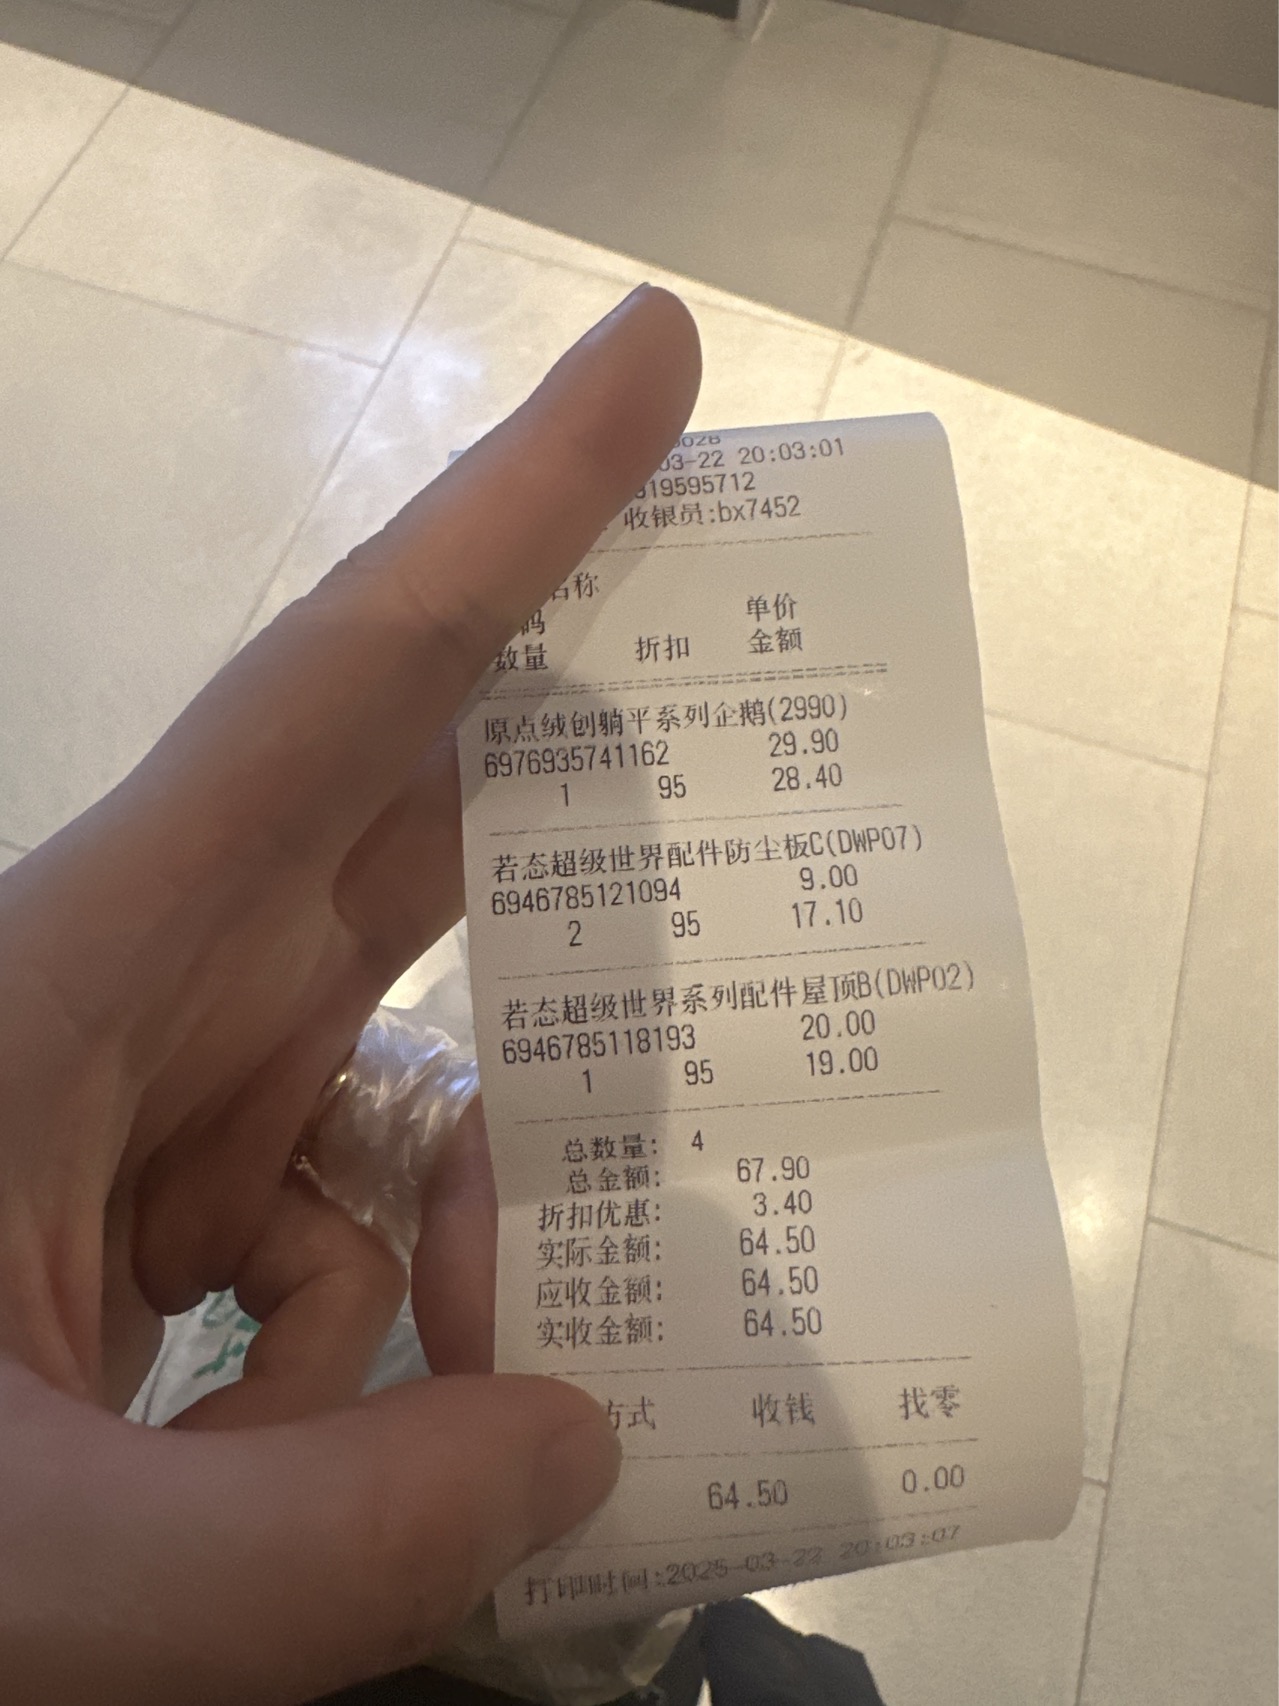 03-22 20:03:01
19595712
收银员:bx7452
名称
码 单价
数量 折扣 金额
原点绒创躺平系列企鹅(2990)
6976935741162 29.90
1 95 28.40
若态超级世界配件防尘板C(DWP07)
6946785121094 9.00
2 95 17.10
若态超级世界系列配件屋顶B(DWP02)
6946785118193 20.00
1 95 19.00
总数量: 4
总金额: 67.90
折扣优惠: 3.40
实际金额: 64.50
应收金额: 64.50
实收金额: 64.50
方式 收钱 找零
64.50 0.00
打印时间:2025-03-22 20:03:07